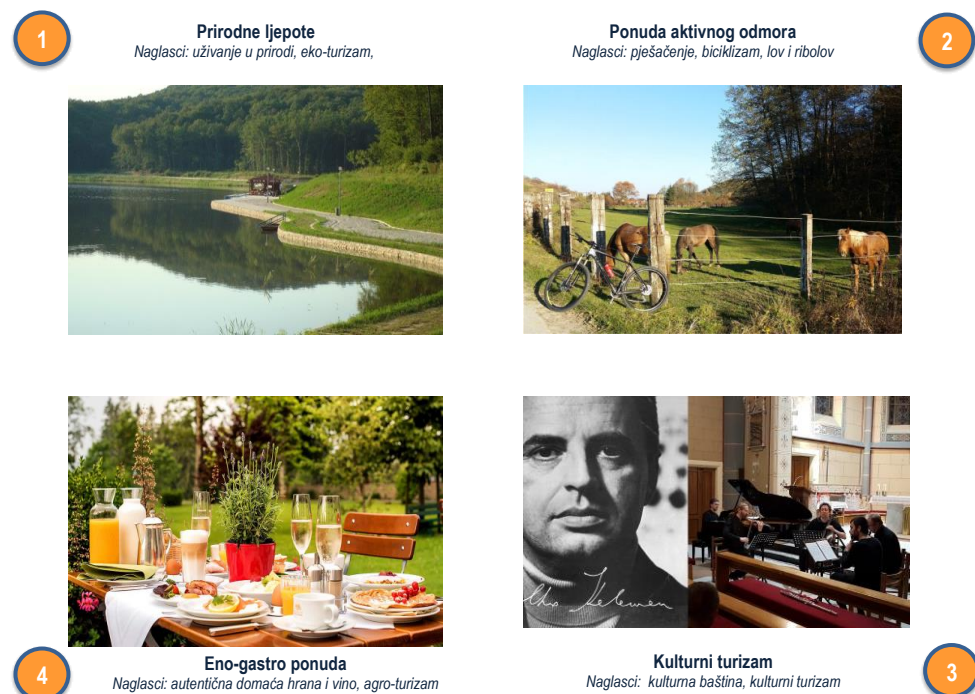 1
Prirodne ljepote
Naglasci: uživanje u prirodi, eko-turizam,
Ponuda aktivnog odmora
Naglasci: pješačenje, biciklizam, lov i ribolov
2
4
Eno-gastro ponuda
Naglasci: autentična domaća hrana i vino, agro-turizam
Kulturni turizam
Naglasci: kulturna baština, kulturni turizam
3